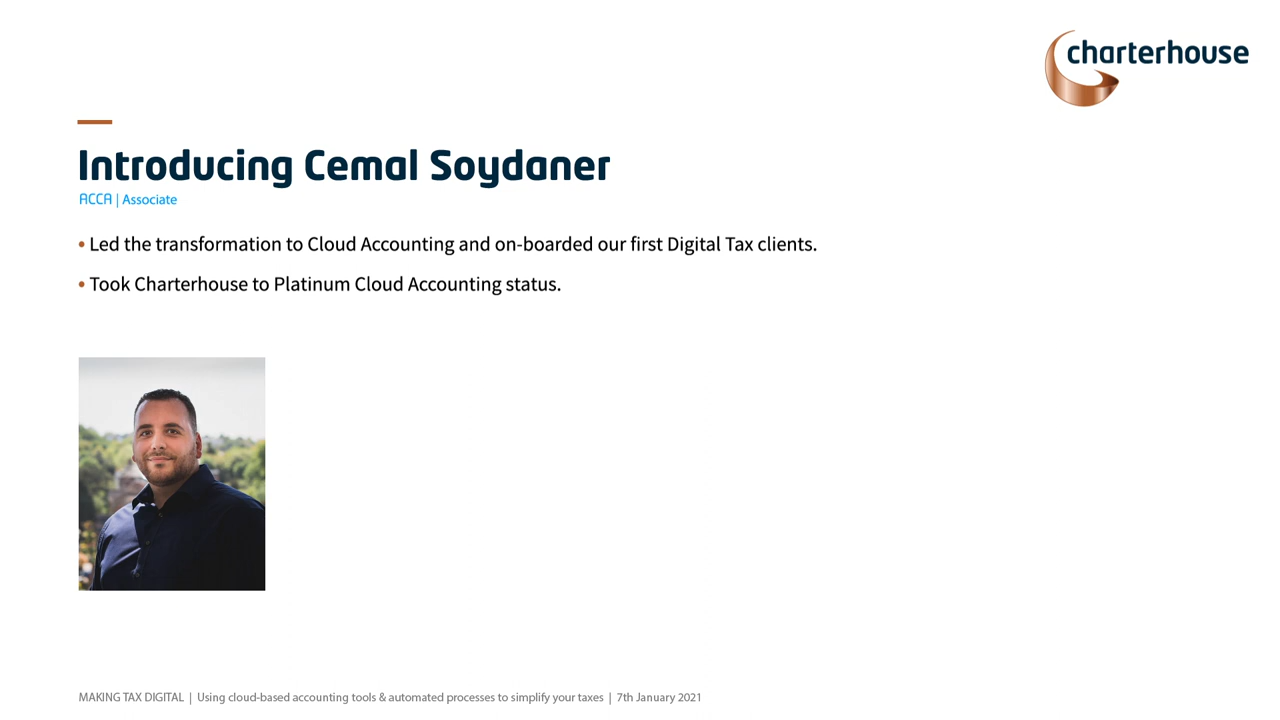 charterhouse
Introducing Cemal Soydaner
ACCA | Associate
• Led the transformation to Cloud Accounting and on-boarded our first Digital Tax clients.
• Took Charterhouse to Platinum Cloud Accounting status.
MAKING TAX DIGITAL | Using cloud-based accounting tools & automated processes to simplify your taxes | 7th January 2021